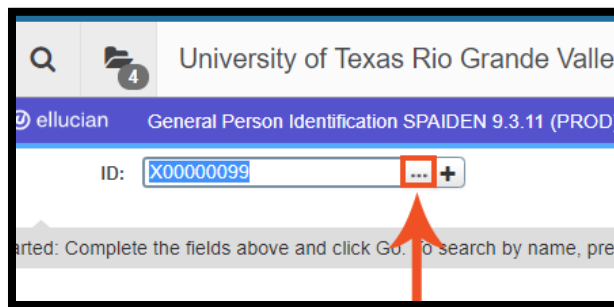 4
University of Texas Rio Grande Valle
ellucian General Person Identification SPAIDEN 9.3.11 (PROD)
ID: X00000099 ... +
arted: Complete the fields above and click Go. To search by name, pre